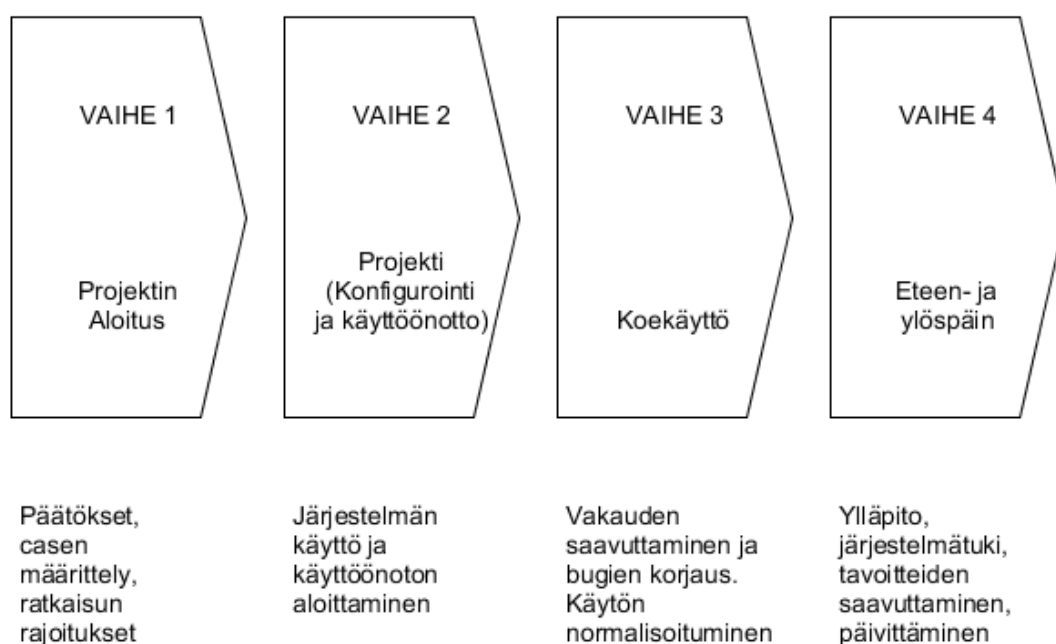 VAIHE 1
Projektin
Aloitus
VAIHE 2
Projekti
(Konfigurointi
ja käyttöönotto)
VAIHE 3
Koekäyttö
VAIHE 4
Eteen- ja
ylöspäin
Päätökset,
casen
määrittely,
ratkaisun
rajoitukset
Järjestelmän
käyttö ja
käyttöönoton
aloittaminen
Vakauden
saavuttaminen ja
bugien korjaus.
Käytön
normalisoituminen
Ylläpito,
järjestelmätuki,
tavoitteiden
saavuttaminen,
päivittäminen